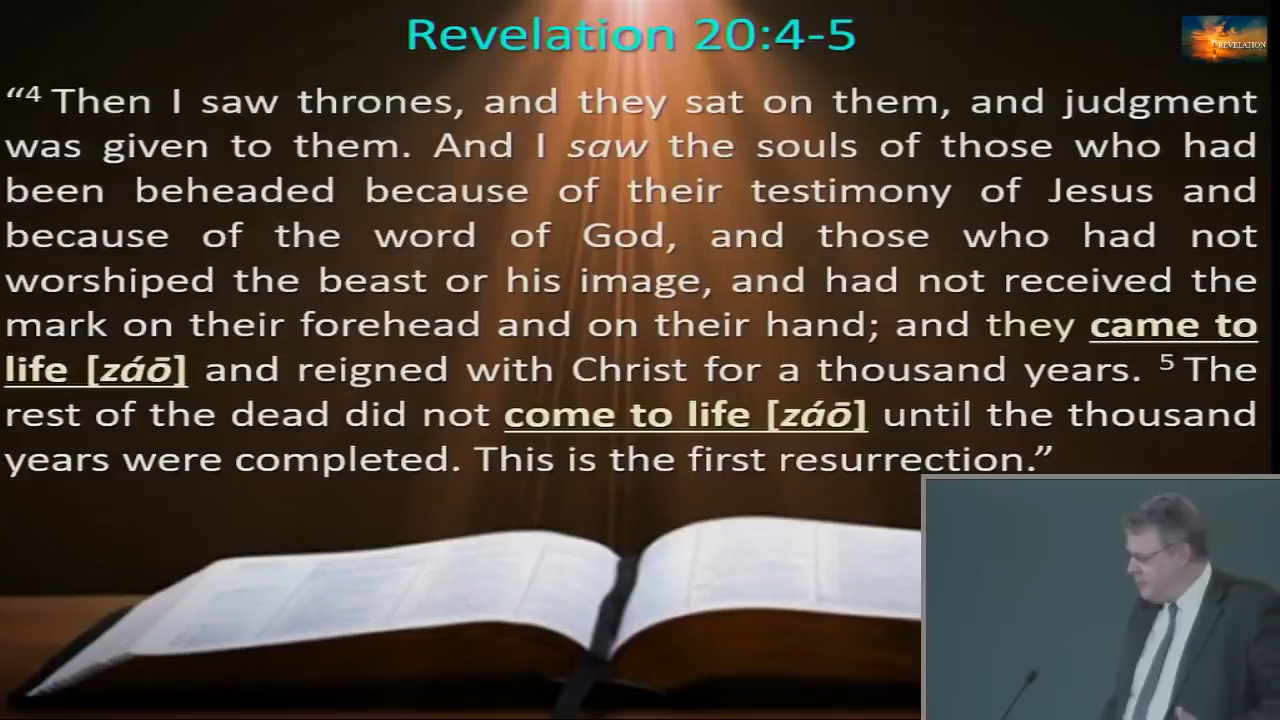 Revelation 20:4-5
REVELATION
“⁴ Then I saw thrones, and they sat on them, and judgment
was given to them. And I saw the souls of those who had
been beheaded because of their testimony of Jesus and
because of the word of God, and those who had not
worshiped the beast or his image, and had not received the
mark on their forehead and on their hand; and they came to
life [záō] and reigned with Christ for a thousand years. ⁵ The
rest of the dead did not come to life [záō] until the thousand
years were completed. This is the first resurrection.”